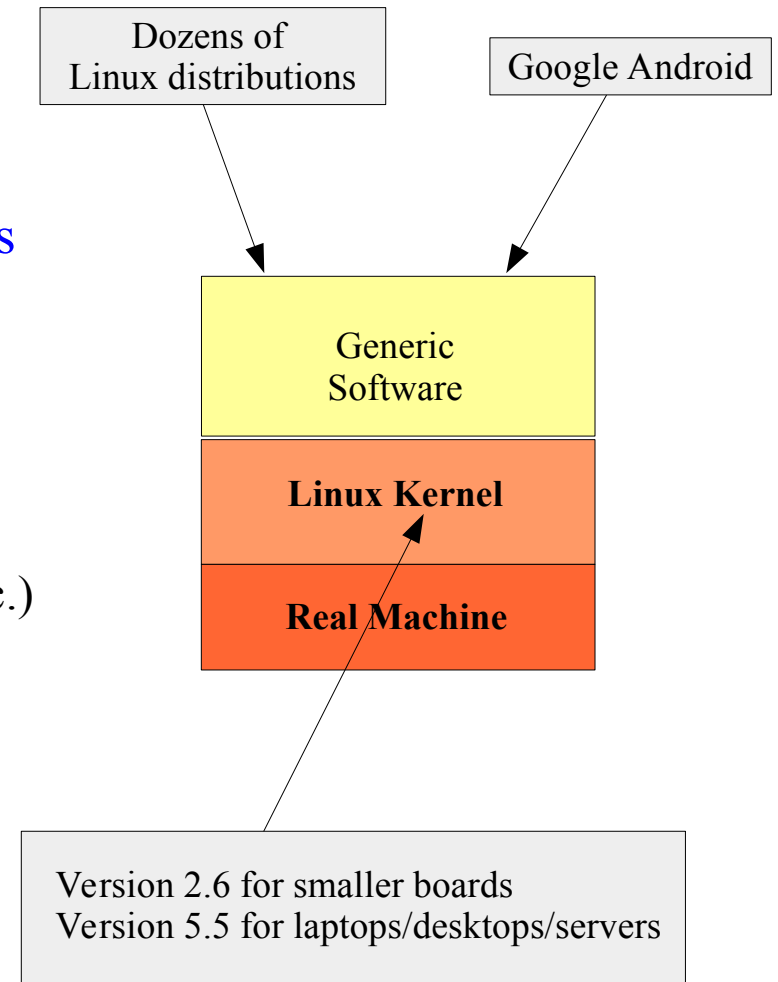 Dozens of
Linux distributions
Google Android
s
Generic
Software
Linux Kernel
c.)
Real Machine
Version 2.6 for smaller boards
Version 5.5 for laptops/desktops/servers